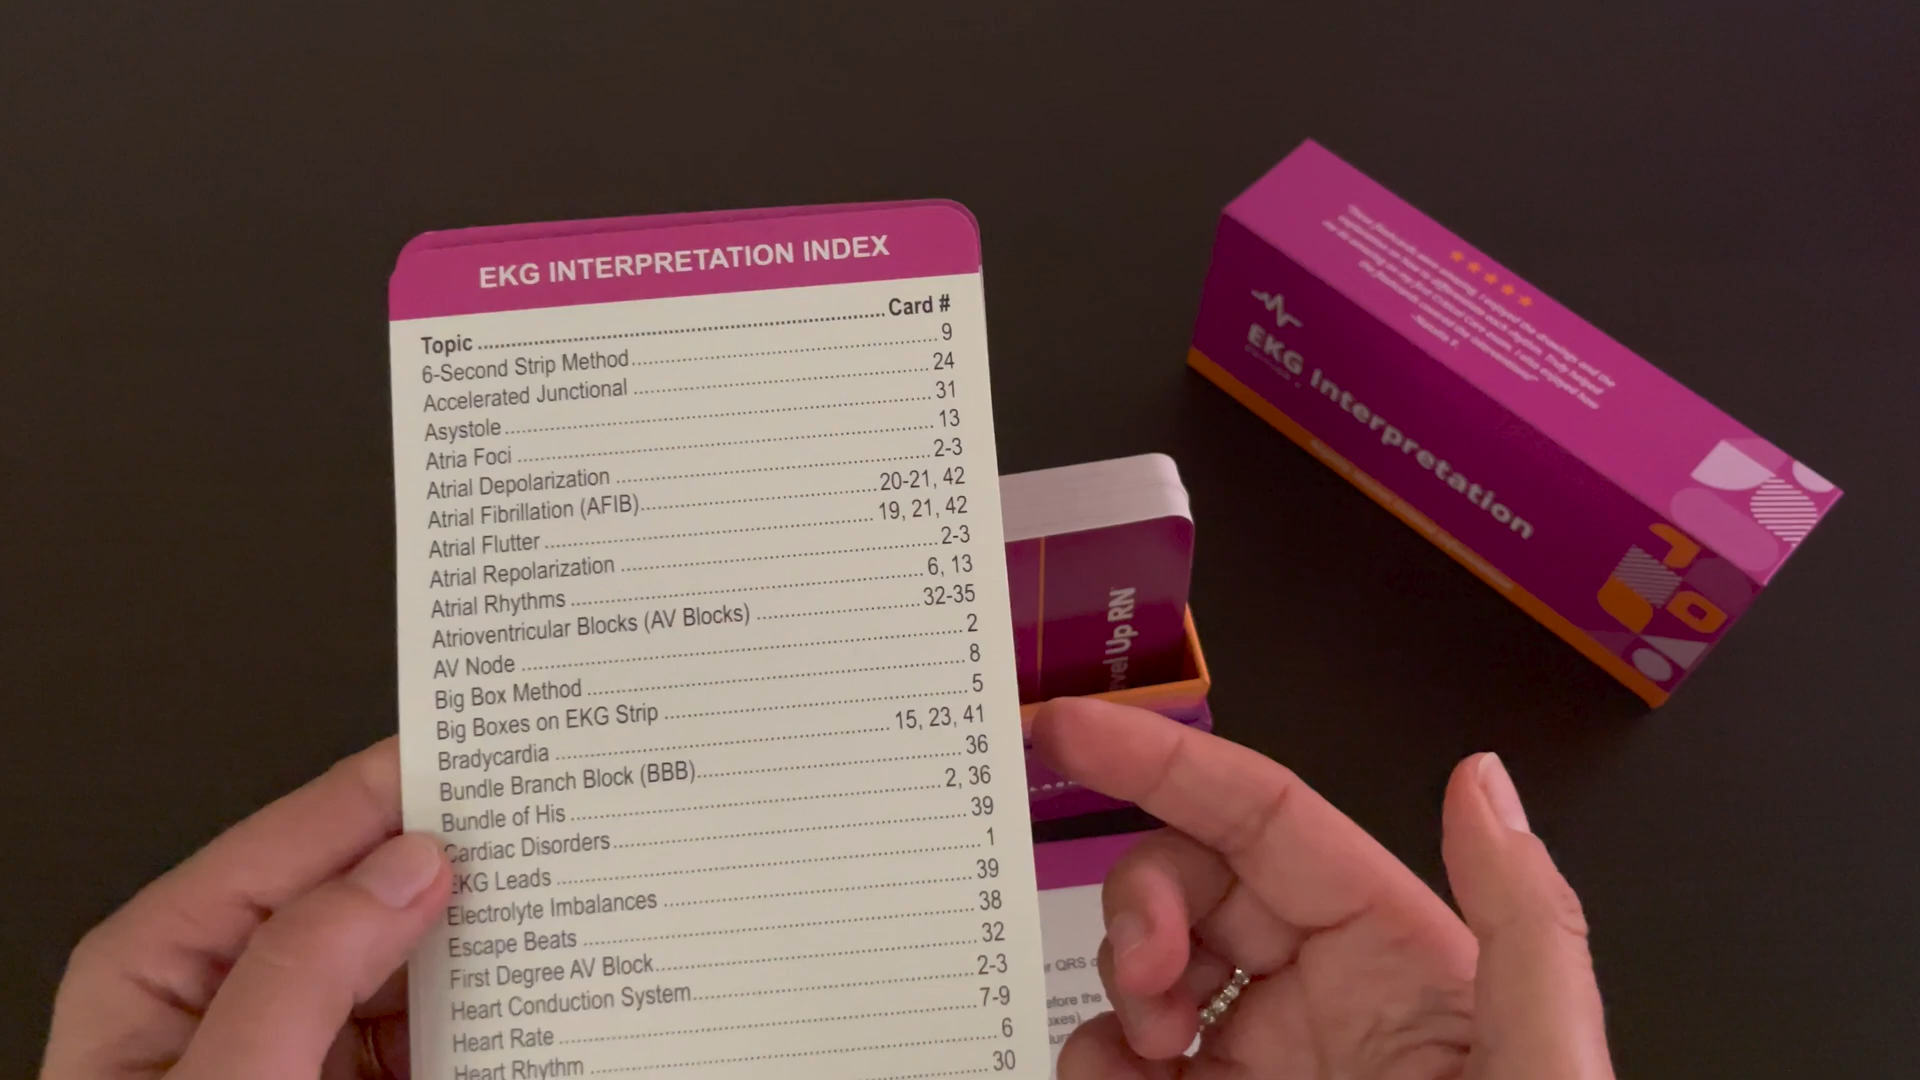 EKG INTERPRETATION INDEX
Topic ........ Card #
6-Second Strip Method ........ 9
Accelerated Junctional ........ 24
Asystole ........ 31
Atria Foci ........ 13
Atrial Depolarization ........ 2-3
Atrial Fibrillation (AFIB) ........ 20-21, 42
Atrial Flutter ........ 19, 21, 42
Atrial Repolarization ........ 2-3
Atrial Rhythms ........ 6, 13
Atrioventricular Blocks (AV Blocks) ........ 32-35
AV Node ........ 2
Big Box Method ........ 8
Big Boxes on EKG Strip ........ 5
Bradycardia ........ 15, 23, 41
Bundle Branch Block (BBB) ........ 36
Bundle of His ........ 2, 36
Cardiac Disorders ........ 39
EKG Leads ........ 1
Electrolyte Imbalances ........ 39
Escape Beats ........ 38
First Degree AV Block ........ 32
Heart Conduction System ........ 2-3
Heart Rate ........ 7-9
Heart Rhythm ........ 6
30
Level Up RN
QRS
before the
EKG Interpretation